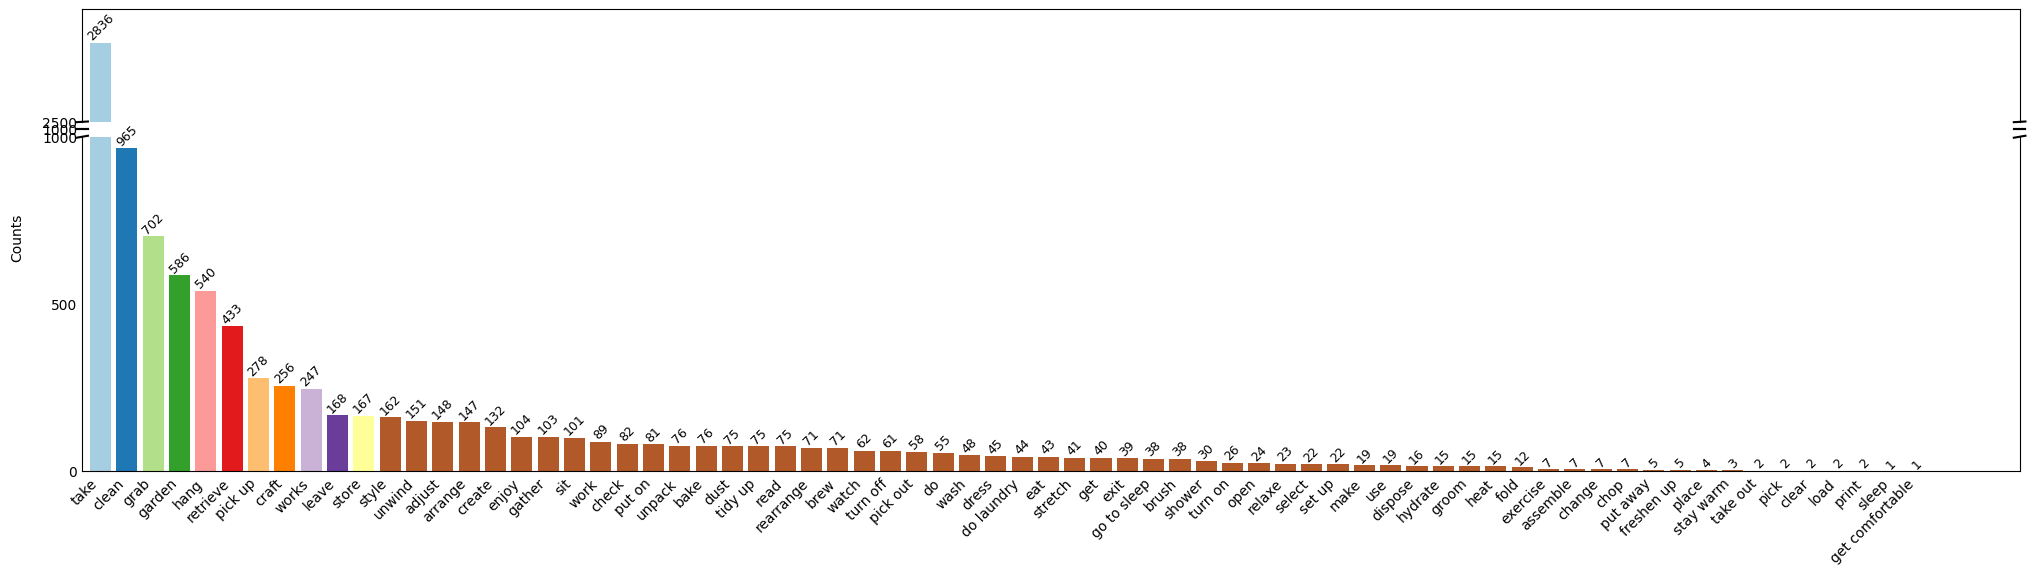 2836
2500
1000
1000
965
702
586
540
500
433
278
256
247
168
167
162
151
148
147
132
104
103
101
89
82
81
76
76
75
75
75
71
71
62
61
58
55
48
45
44
43
41
40
39
38
38
30
26
24
23
22
22
19
19
16
15
15
15
12
7
7
7
7
5
5
4
3
2
2
2
2
2
1
1
0
Counts
take
clean
grab
garden
hang
retrieve
pick up
craft
works
leave
store
style
unwind
adjust
arrange
create
enjoy
gather
sit
work
check
put on
unpack
bake
dust
tidy up
read
rearrange
brew
watch
turn off
pick out
do
wash
dress
do laundry
eat
stretch
get
exit
go to sleep
brush
shower
turn on
open
relaxe
select
set up
make
use
dispose
hydrate
groom
heat
fold
exercise
assemble
change
chop
put away
freshen up
place
stay warm
take out
pick
clear
load
print
sleep
get comfortable